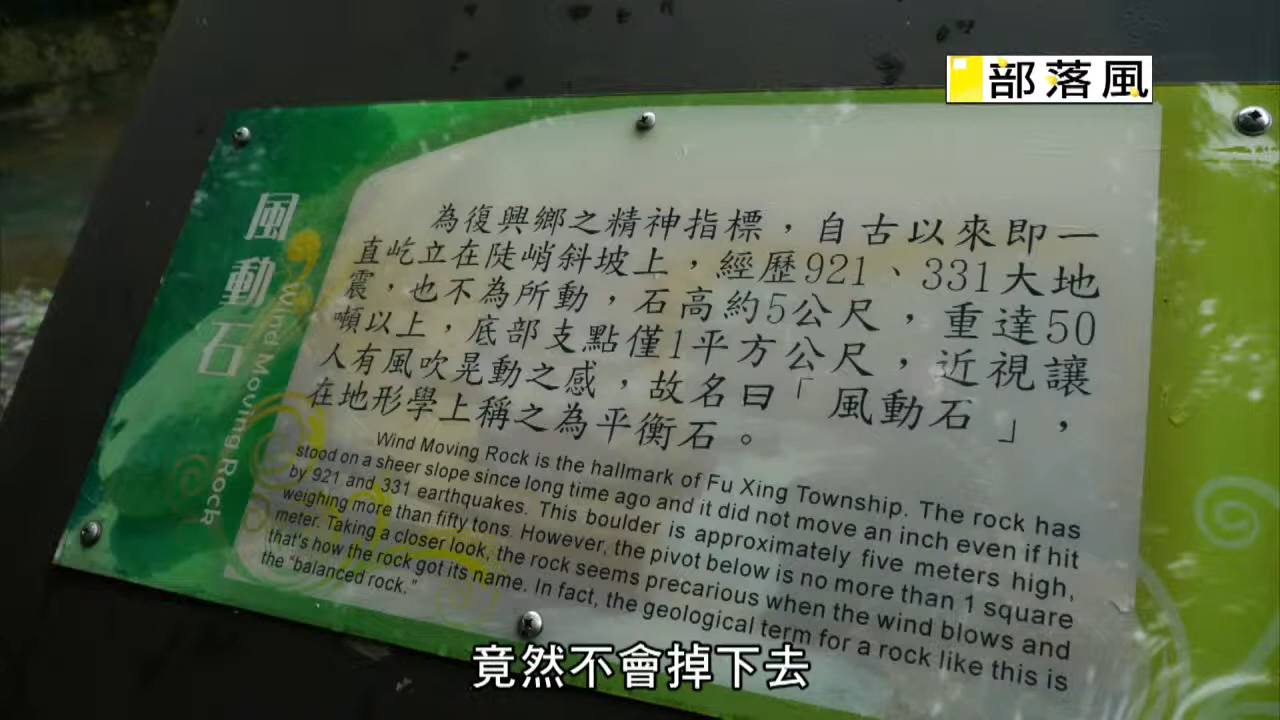 部落風
風動石
Wind Moving Rock
為復興鄉之精神指標，自古以來即一
直屹立在陡峭斜坡上，經歷921、331大地
震，也不為所動，石高約5公尺，重達50
噸以上，底部支點僅1平方公尺，近視讓
人有風吹晃動之感，故名曰「風動石」，
在地形學上稱之為平衡石。
Wind Moving Rock is the hallmark of Fu Xing Township. The rock has
stood on a sheer slope since long time ago and it did not move an inch even if hit
by 921 and 331 earthquakes. This boulder is approximately five meters high,
weighing more than fifty tons. However, the pivot below is no more than 1 square
meter. Taking a closer look, the rock seems precarious when the wind blows and
that's how the rock got its name. In fact, the geological term for a rock like this is
the "balanced rock."
竟然不會掉下去